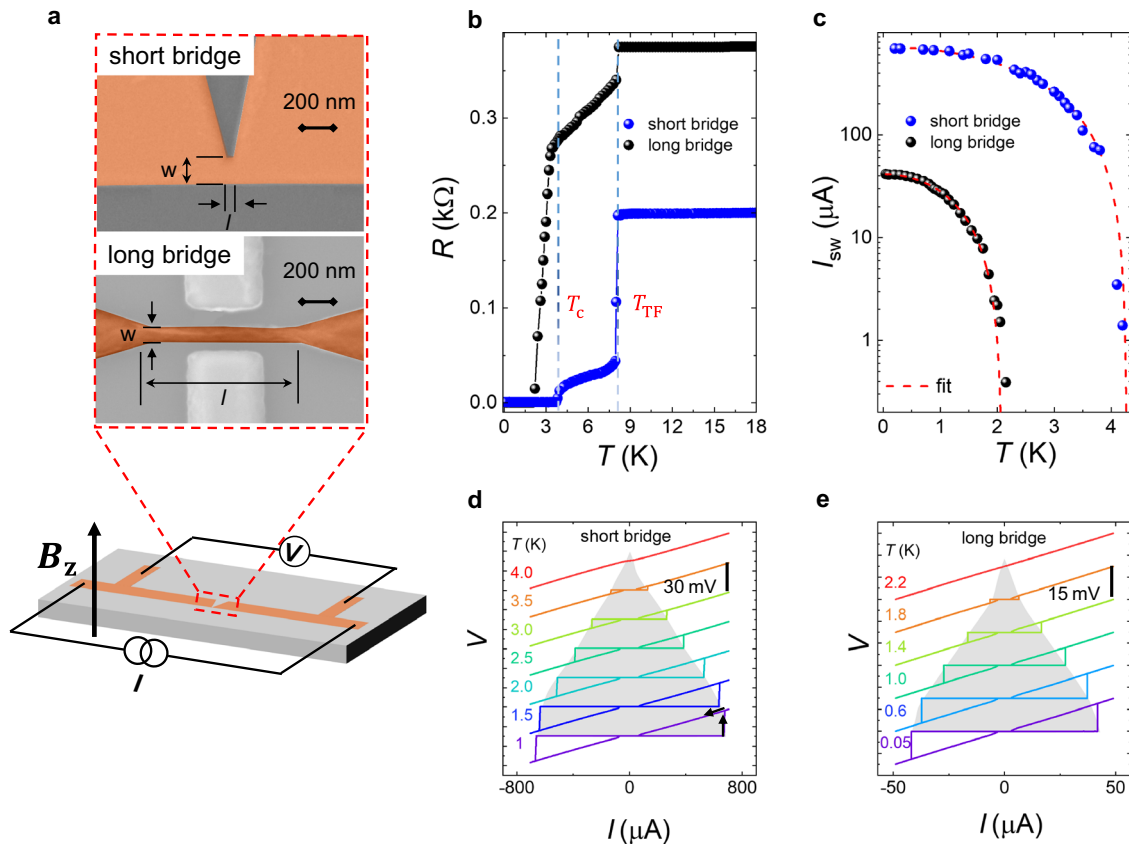 a
short bridge
200 nm
w
l
long bridge
200 nm
w
l
B_z
V
I
b
R (kΩ)
0.3
0.2
0.1
0.0
short bridge
long bridge
T_c
T_TF
0 3 6 9 12 15 18
T (K)
c
I_sw (μA)
100
10
1
short bridge
long bridge
fit
0 1 2 3 4
T (K)
d
V
T (K)
short bridge
4.0
30 mV
3.5
3.0
2.5
2.0
1.5
1
-800 0 800
I (μA)
e
V
T (K)
long bridge
2.2
15 mV
1.8
1.4
1.0
0.6
0.05
-50 0 50
I (μA)